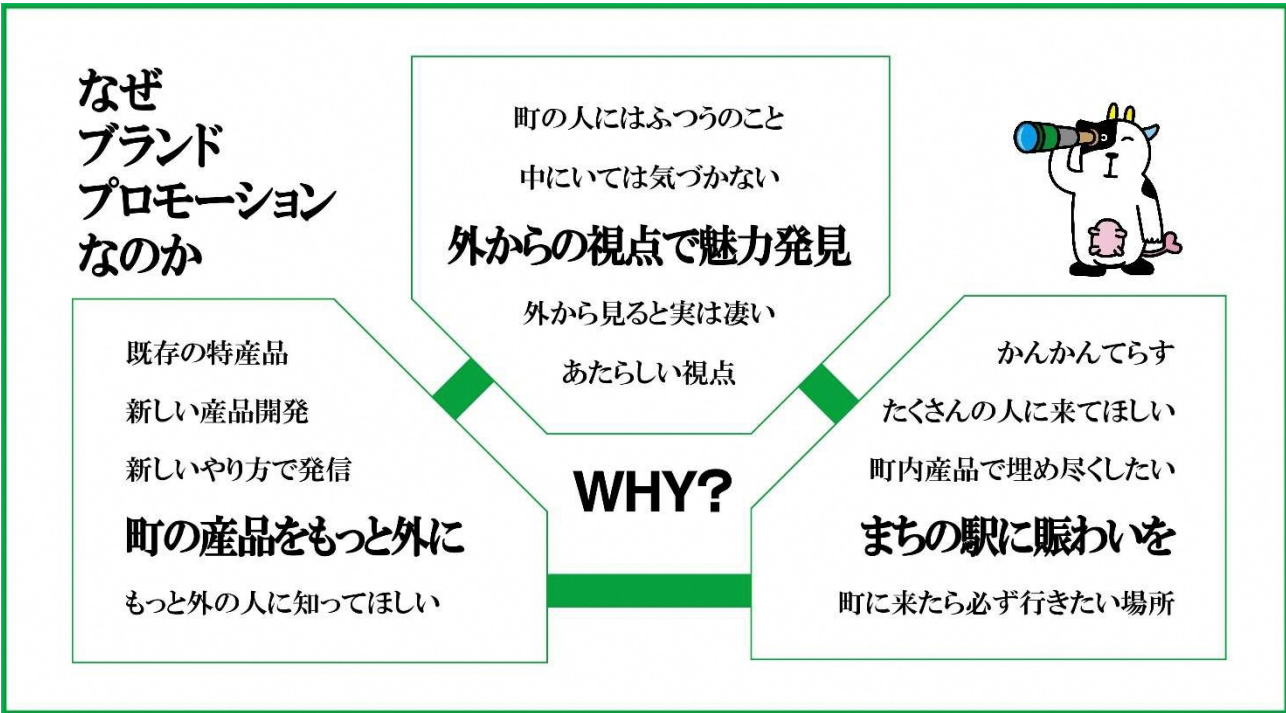 なぜ
ブランド
プロモーション
なのか
町の人にはふつうのこと
中にいては気づかない
外からの視点で魅力発見
外から見ると実は凄い
あたらしい視点
既存の特産品
新しい産品開発
新しいやり方で発信
町の産品をもっと外に
もっと外の人に知ってほしい
WHY?
かんかんてらす
たくさんの人に来てほしい
町内産品で埋め尽くしたい
まちの駅に賑わいを
町に来たら必ず行きたい場所